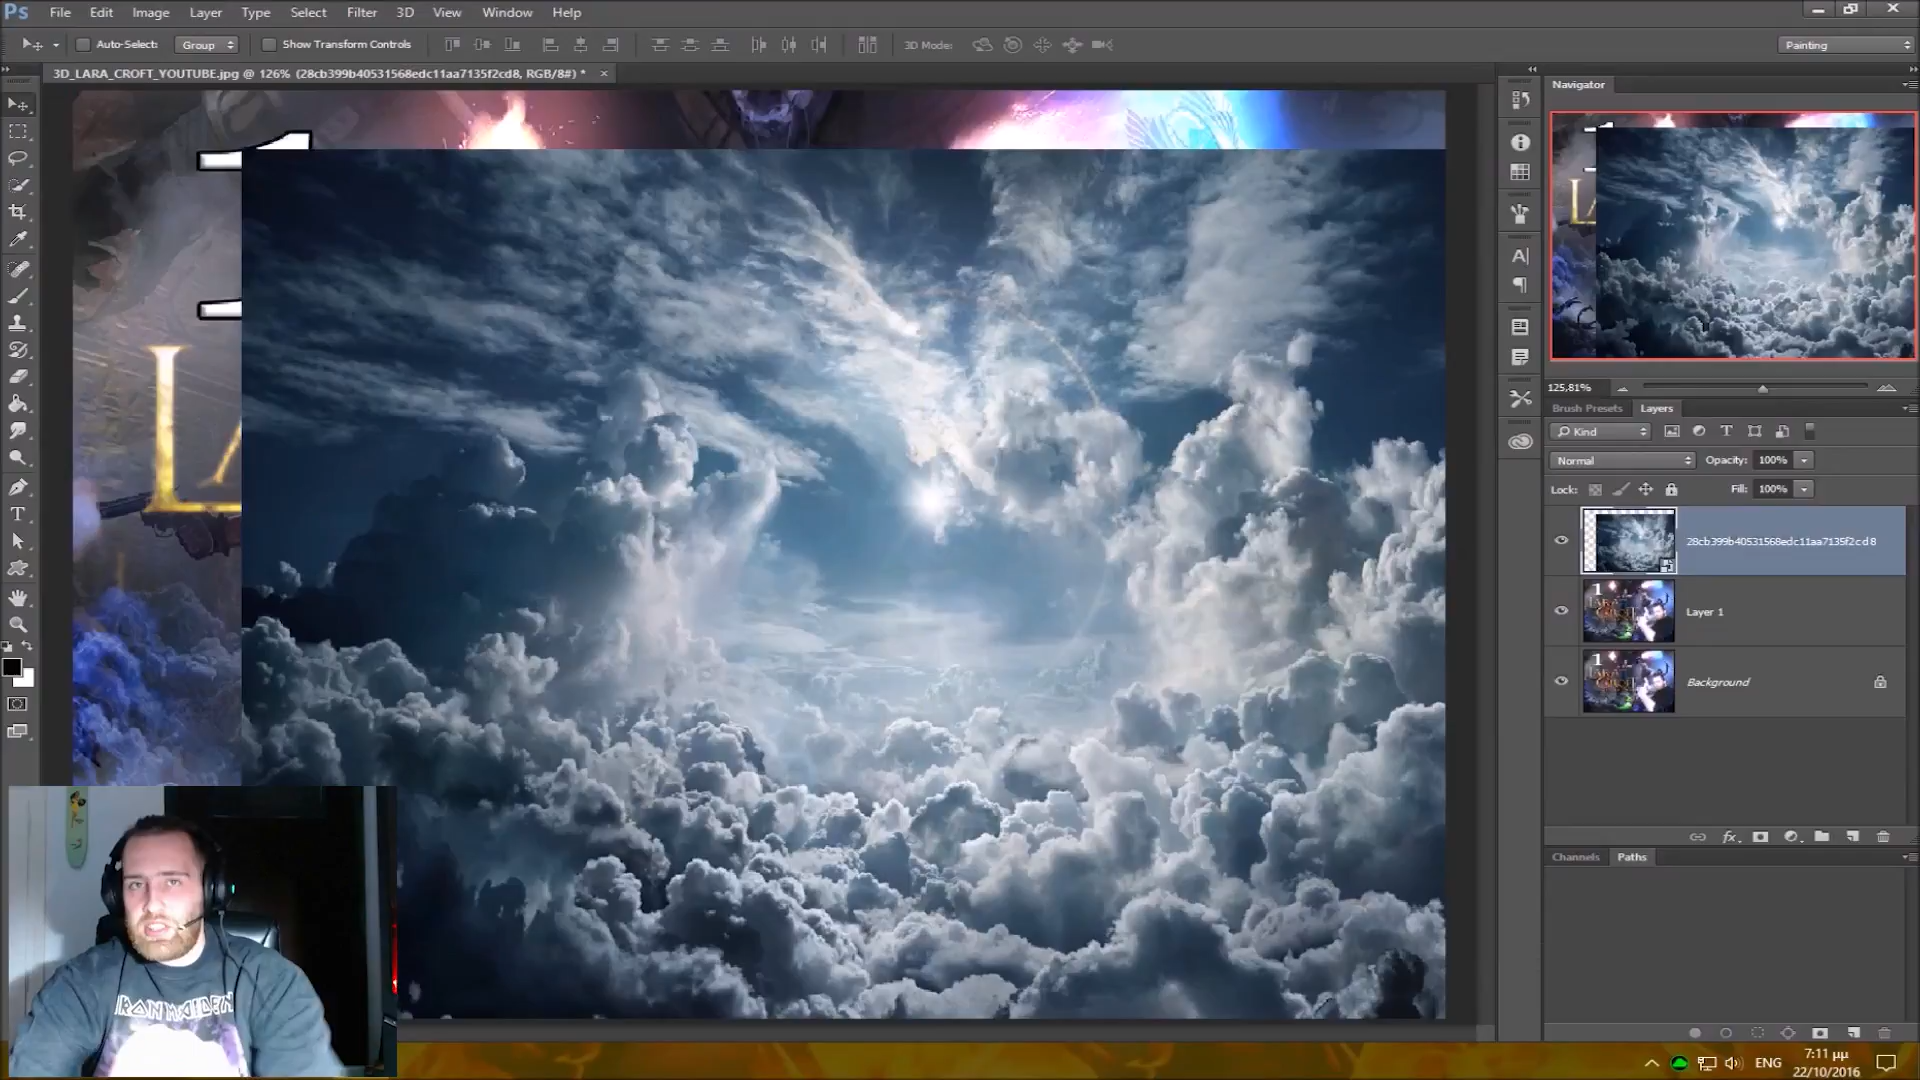 Ps File Edit Image Layer Type Select Filter 3D View Window Help
Auto-Select: Group Show Transform Controls 3D Mode: Painting
3D_LARA_CROFT_YOUTUBE.jpg @ 126% (28cb399b40531568edc11aa7135f2cd8, RGB/8#) * ×
Navigator
125,81%
Brush Presets Layers
Kind
Normal Opacity: 100%
Lock: Fill: 100%
28cb399b40531568edc11aa7135f2cd8
Layer 1
Background
Channels Paths
IRON MAIDEN
ENG 7:11 μμ
22/10/2016